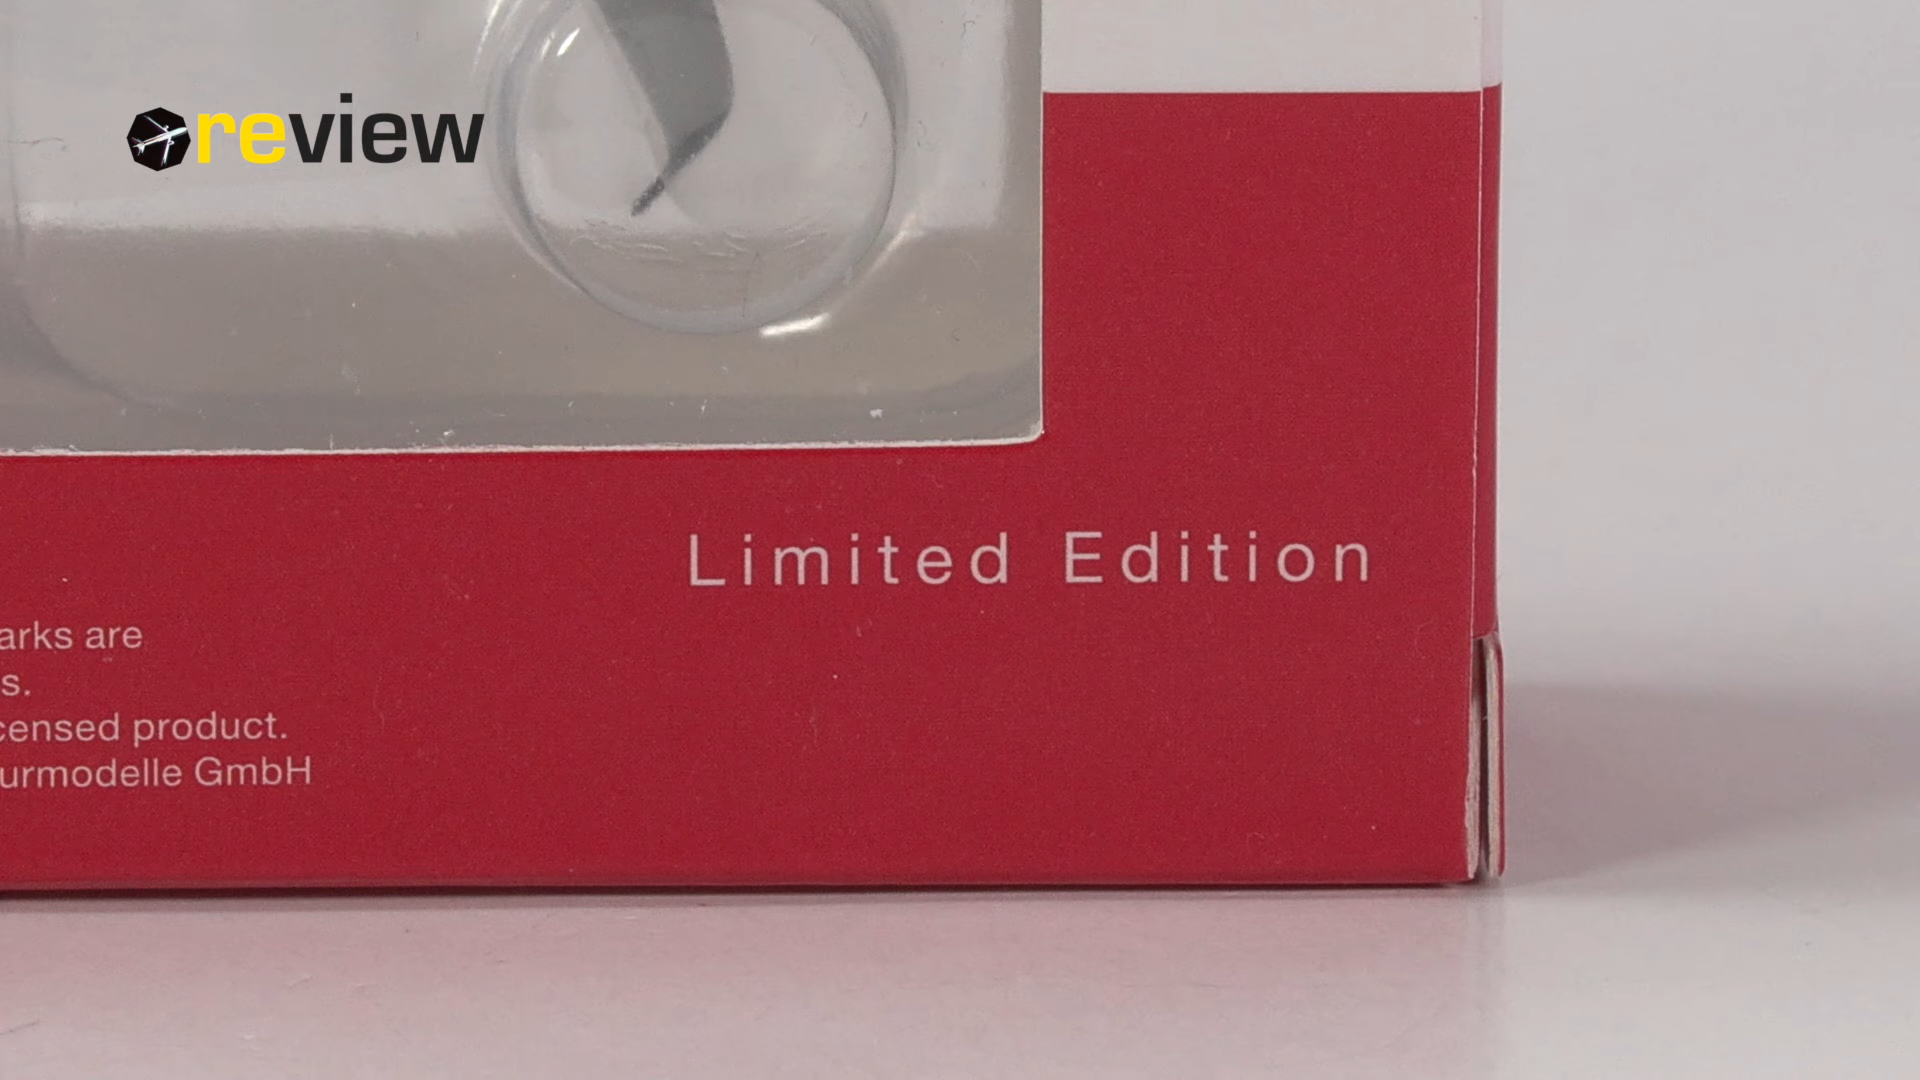 review
Limited Edition
arks are
s.
censed product.
urmodelle GmbH